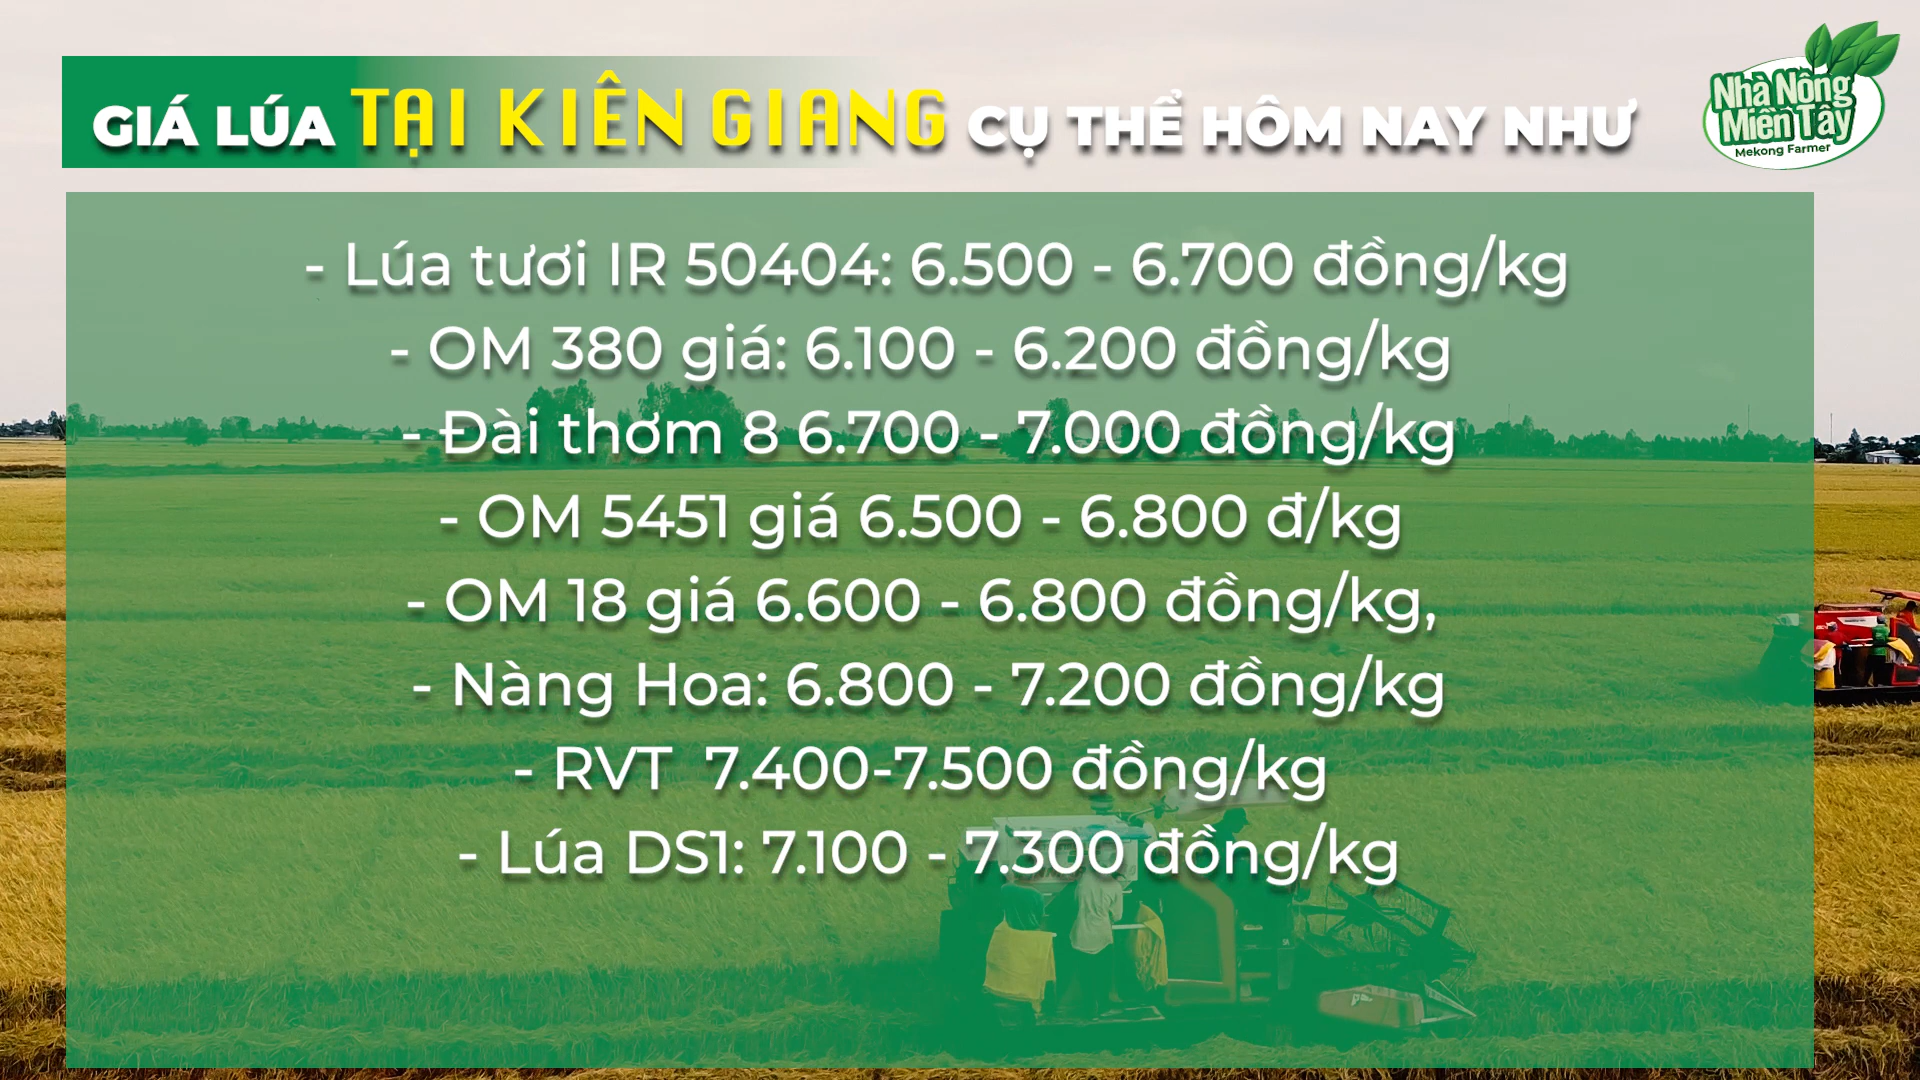 GIÁ LÚA TẠI KIÊN GIANG CỤ THỂ HÔM NAY NHƯ
Nhà Nông
Miền Tây
Mekong Farmer
- Lúa tươi IR 50404: 6.500 - 6.700 đồng/kg
- OM 380 giá: 6.100 - 6.200 đồng/kg
- Đài thơm 8 6.700 - 7.000 đồng/kg
- OM 5451 giá 6.500 - 6.800 đ/kg
- OM 18 giá 6.600 - 6.800 đồng/kg,
- Nàng Hoa: 6.800 - 7.200 đồng/kg
- RVT  7.400-7.500 đồng/kg
- Lúa DS1: 7.100 - 7.300 đồng/kg